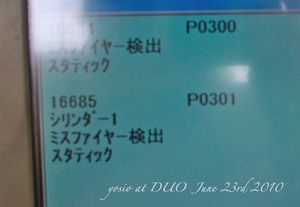 16684 P0300
ミスファイヤー検出
スタティック
16685 P0301
シリンダー1
ミスファイヤー検出
スタティック
yosio at DUO June 23rd 2010